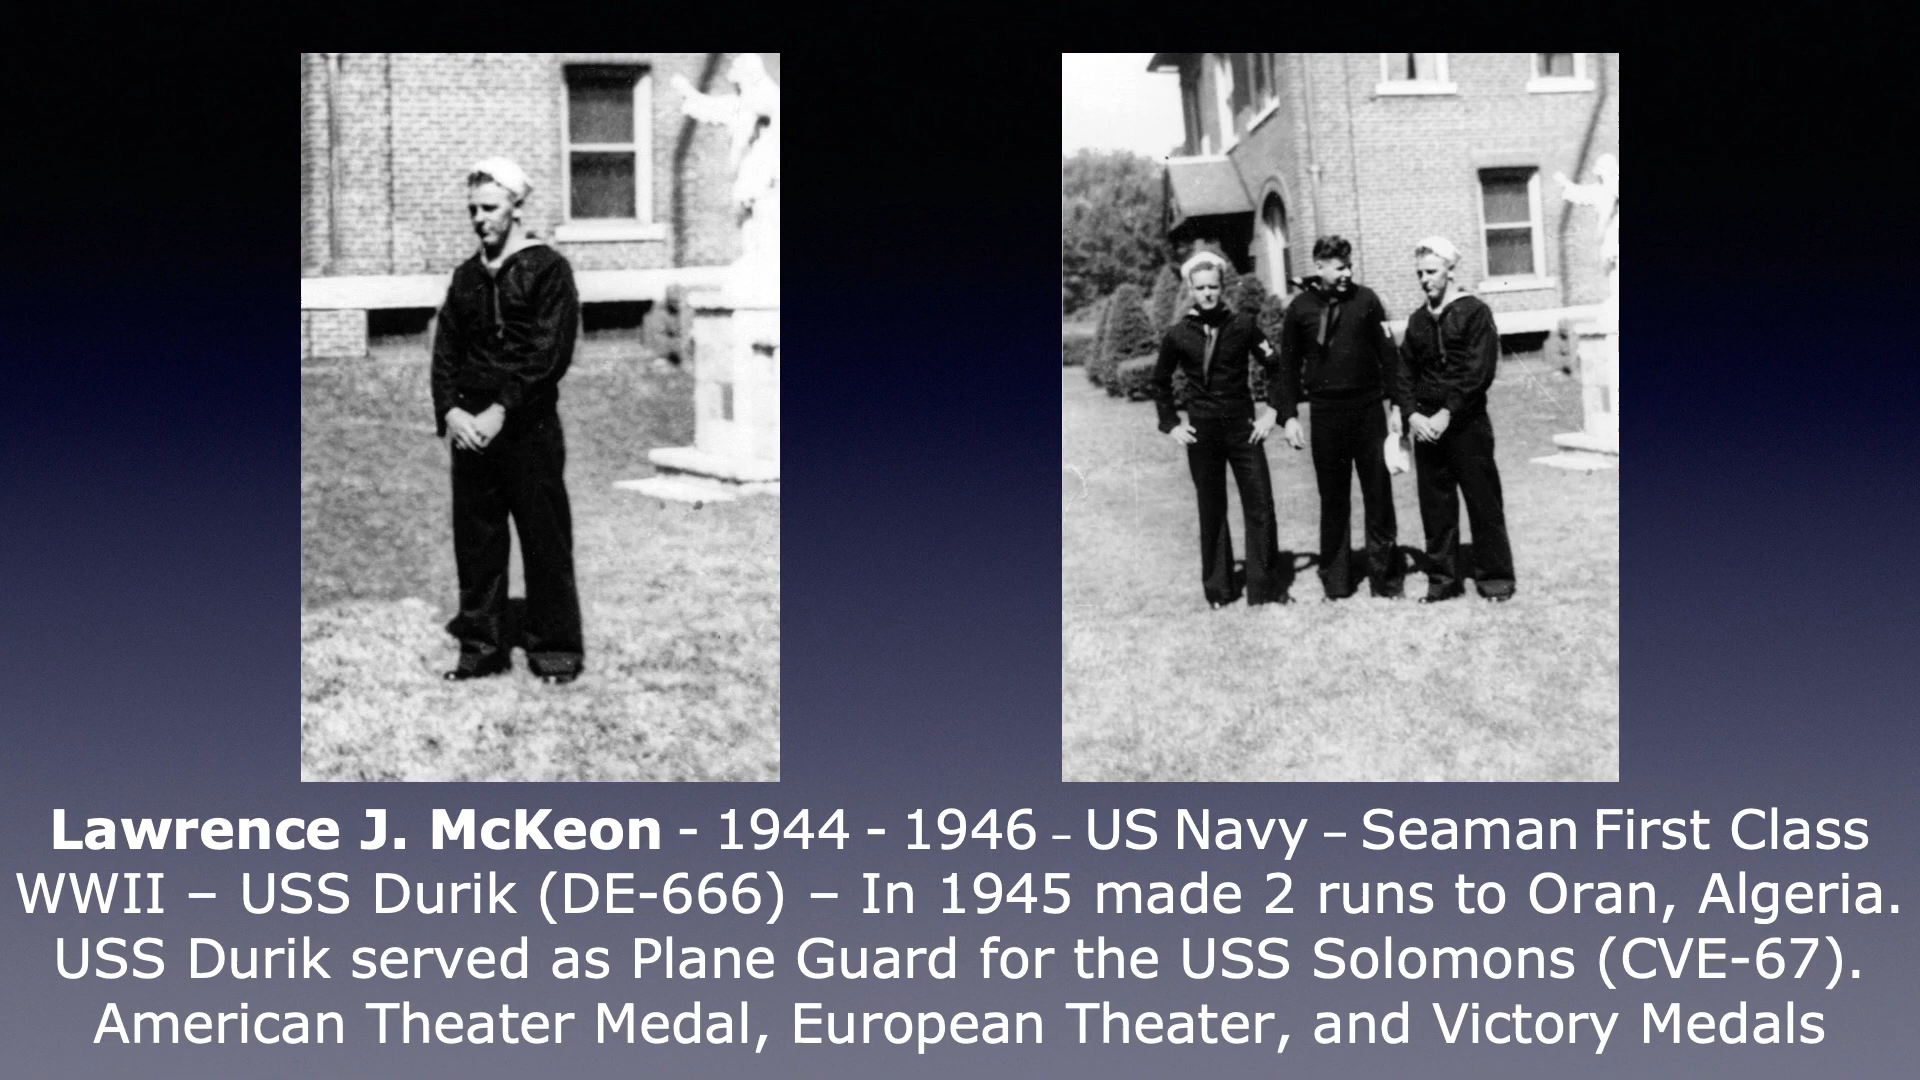 Lawrence J. McKeon - 1944 - 1946 – US Navy – Seaman First Class
WWII – USS Durik (DE-666) – In 1945 made 2 runs to Oran, Algeria.
USS Durik served as Plane Guard for the USS Solomons (CVE-67).
American Theater Medal, European Theater, and Victory Medals